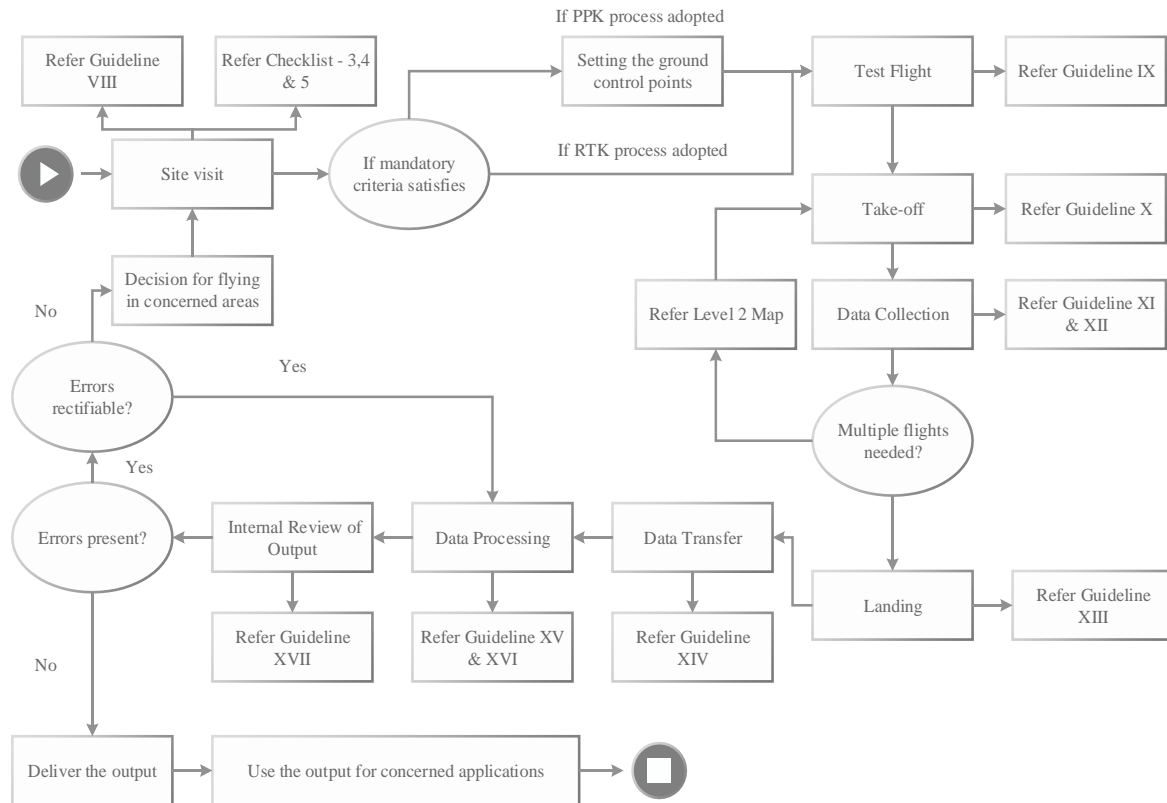 If PPK process adopted
Refer Guideline
VIII
Refer Checklist - 3,4
& 5
Setting the ground
control points
Test Flight
Refer Guideline IX
If RTK process adopted
Site visit
If mandatory
criteria satisfies
Take-off
Refer Guideline X
Decision for flying
in concerned areas
No
Refer Level 2 Map
Data Collection
Refer Guideline XI
& XII
Yes
Errors
rectifiable?
Multiple flights
needed?
Yes
Errors present?
Internal Review of
Output
Data Processing
Data Transfer
Landing
Refer Guideline
XIII
Refer Guideline
XVII
Refer Guideline XV
& XVI
Refer Guideline
XIV
No
Deliver the output
Use the output for concerned applications